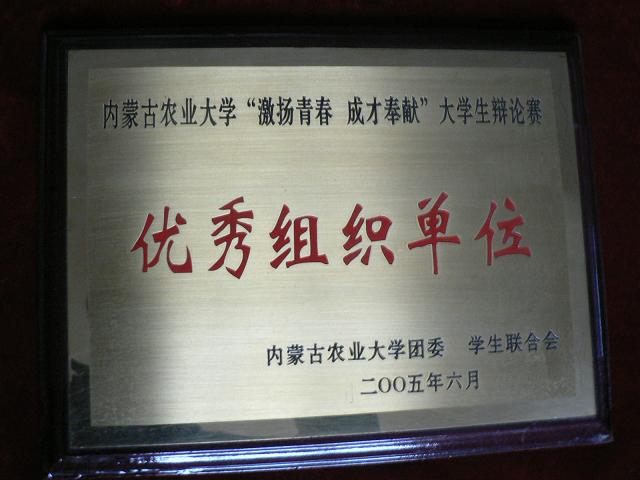 内蒙古农业大学“激扬青春 成才奉献”大学生辩论赛
优秀组织单位
内蒙古农业大学团委 学生联合会
二OO五年六月